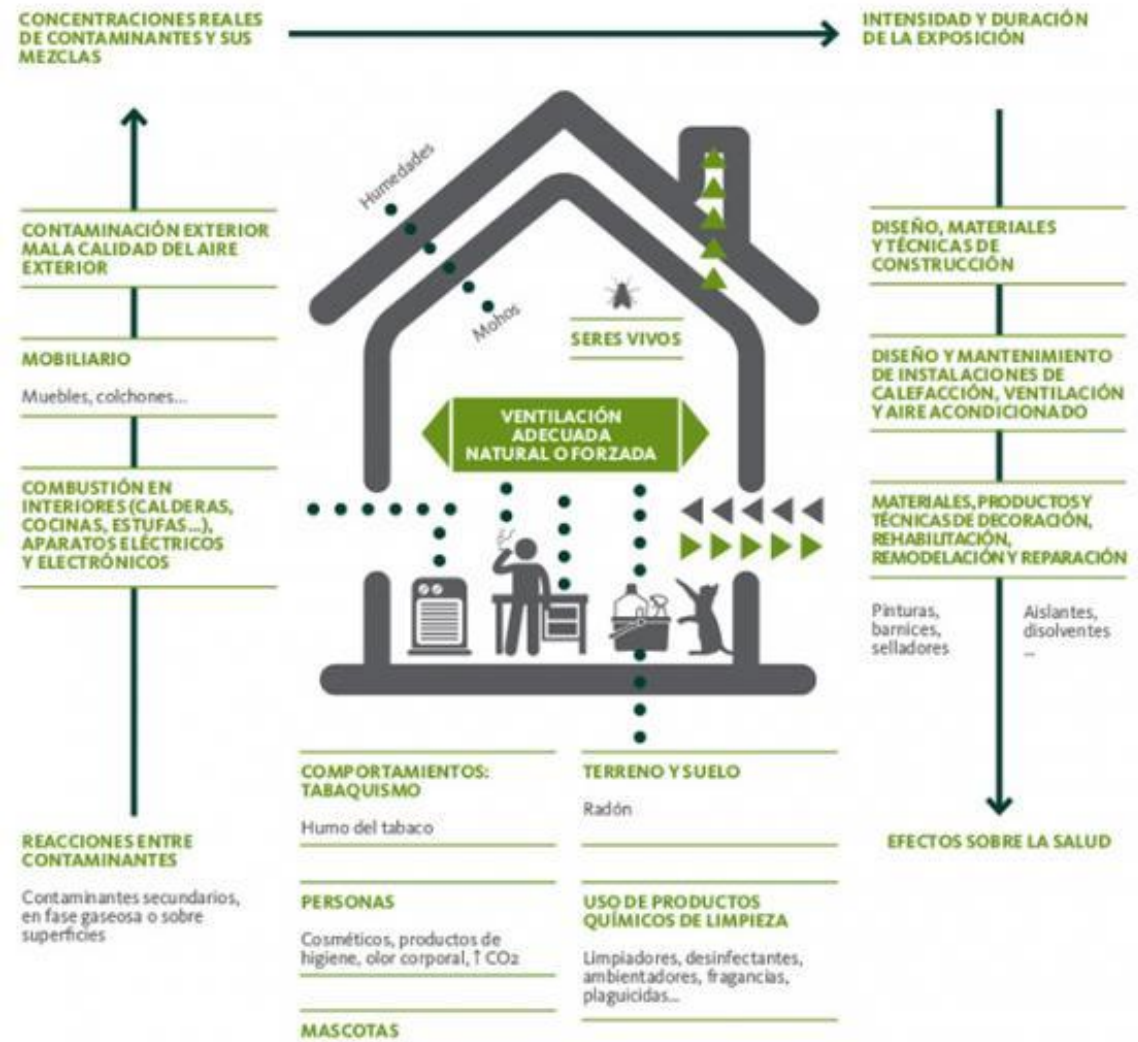 CONCENTRACIONES REALES
DE CONTAMINANTES Y SUS
MEZCLAS
INTENSIDAD Y DURACIÓN
DE LA EXPOSICIÓN
CONTAMINACIÓN EXTERIOR
MALA CALIDAD DEL AIRE
EXTERIOR
MOBILIARIO
Muebles, colchones...
COMBUSTIÓN EN
INTERIORES (CALDERAS,
COCINAS, ESTUFAS...),
APARATOS ELÉCTRICOS
Y ELECTRÓNICOS
REACCIONES ENTRE
CONTAMINANTES
Contaminantes secundarios,
en fase gaseosa o sobre
superficies
Humedades
Mohos
SERES VIVOS
VENTILACIÓN
ADECUADA
NATURAL O FORZADA
COMPORTAMIENTOS:
TABAQUISMO
Humo del tabaco
PERSONAS
Cosméticos, productos de
higiene, olor corporal, ↑ CO2
MASCOTAS
TERRENO Y SUELO
Radón
USO DE PRODUCTOS
QUÍMICOS DE LIMPIEZA
Limpiadores, desinfectantes,
ambientadores, fragancias,
plaguicidas...
DISEÑO, MATERIALES
Y TÉCNICAS DE
CONSTRUCCIÓN
DISEÑO Y MANTENIMIENTO
DE INSTALACIONES DE
CALEFACCIÓN, VENTILACIÓN
Y AIRE ACONDICIONADO
MATERIALES, PRODUCTOS Y
TÉCNICAS DE DECORACIÓN,
REHABILITACIÓN,
REMODELACIÓN Y REPARACIÓN
Pinturas,
barnices,
selladores
Aislantes,
disolventes
...
EFECTOS SOBRE LA SALUD